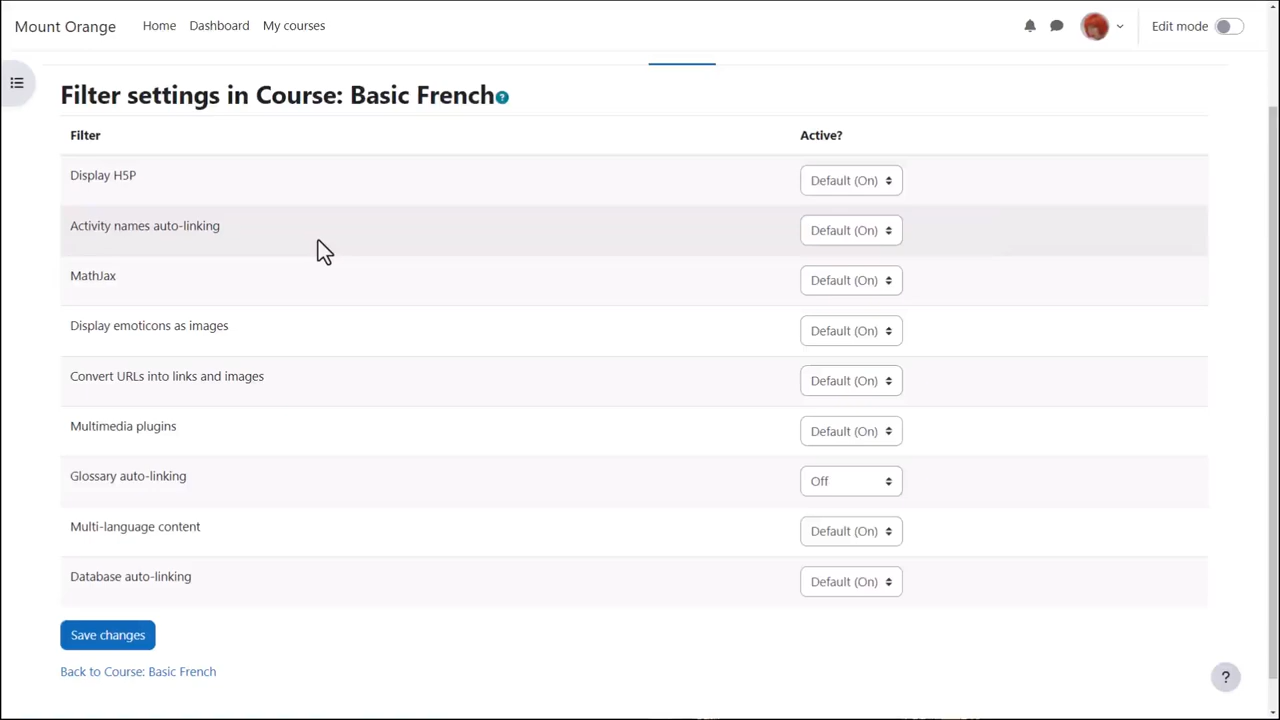 Mount Orange Home Dashboard My courses Edit mode
Filter settings in Course: Basic French ?
Filter Active?
Display H5P Default (On)
Activity names auto-linking Default (On)
MathJax Default (On)
Display emoticons as images Default (On)
Convert URLs into links and images Default (On)
Multimedia plugins Default (On)
Glossary auto-linking Off
Multi-language content Default (On)
Database auto-linking Default (On)
Save changes
Back to Course: Basic French
?